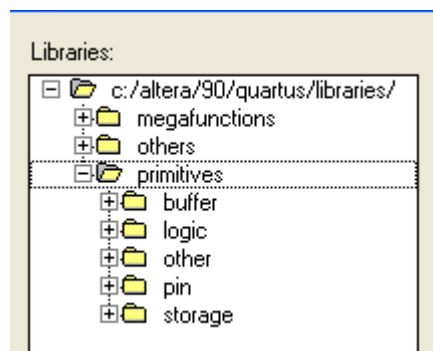 Libraries:
c:/altera/90/quartus/libraries/
megafunctions
others
primitives
buffer
logic
other
pin
storage